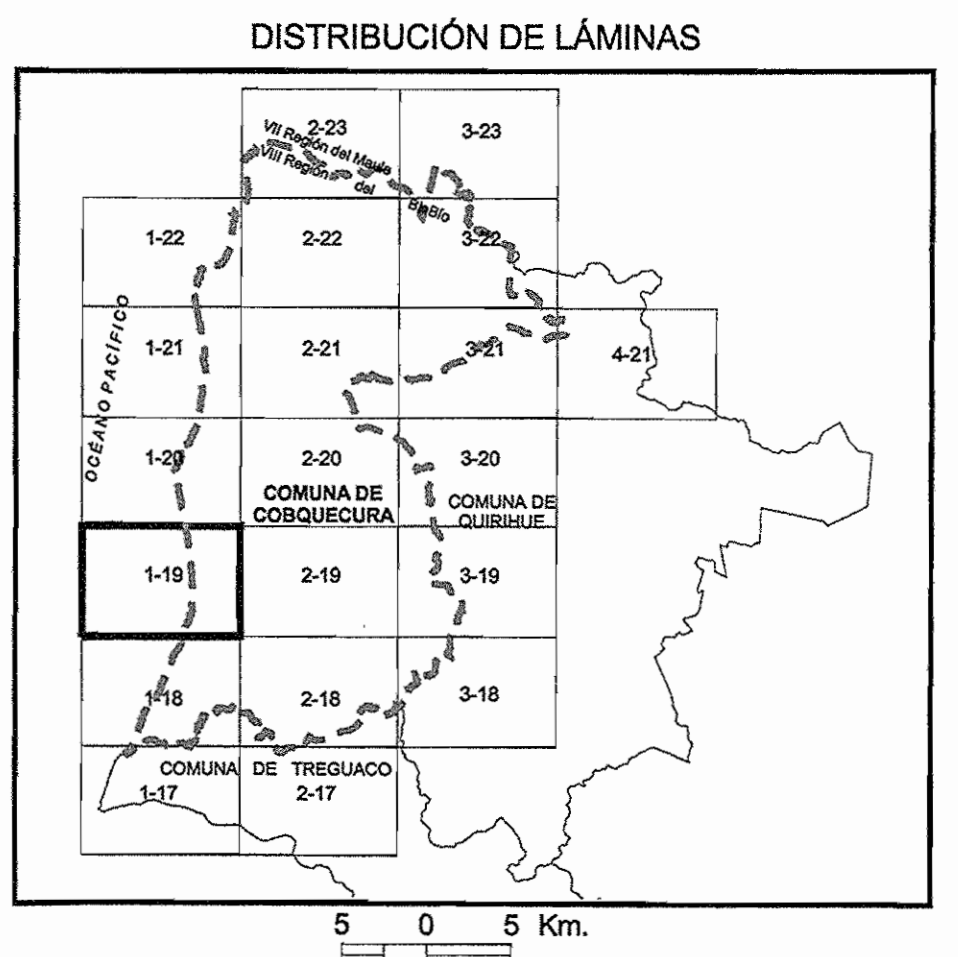 DISTRIBUCIÓN DE LÁMINAS
2-23
3-23
VII Región del Maule
VIII Región del BíoBío
1-22
2-22
3-22
OCÉANO PACÍFICO
1-21
2-21
3-21
4-21
1-20
2-20
3-20
COMUNA DE
COBQUECURA
COMUNA DE
QUIRIHUE
1-19
2-19
3-19
1-18
2-18
3-18
COMUNA DE TREGUACO
1-17
2-17
5 0 5 Km.